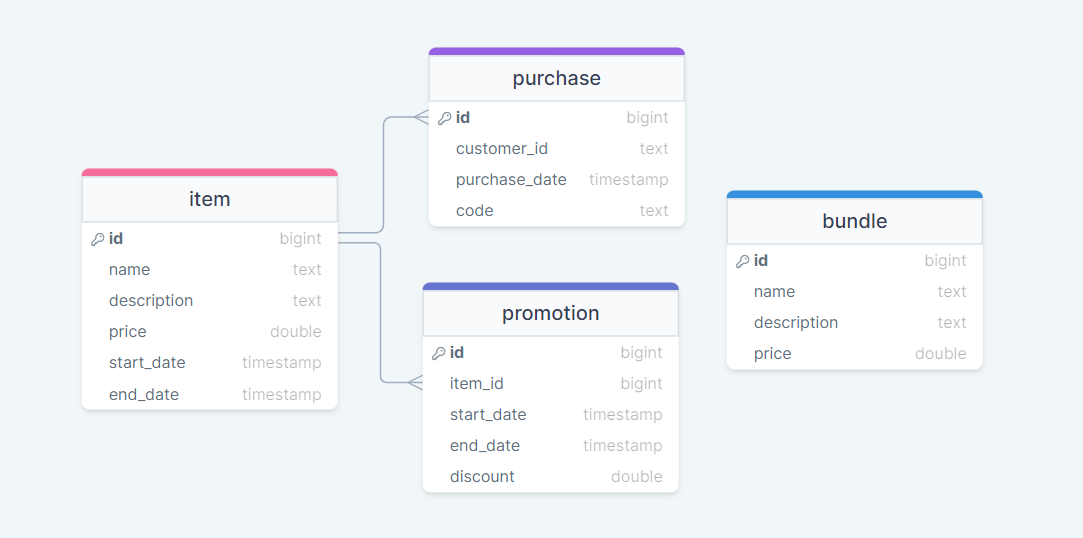 purchase
id bigint
customer_id text
purchase_date timestamp
code text
item
id bigint
name text
description text
price double
start_date timestamp
end_date timestamp
bundle
id bigint
name text
description text
price double
promotion
id bigint
item_id bigint
start_date timestamp
end_date timestamp
discount double